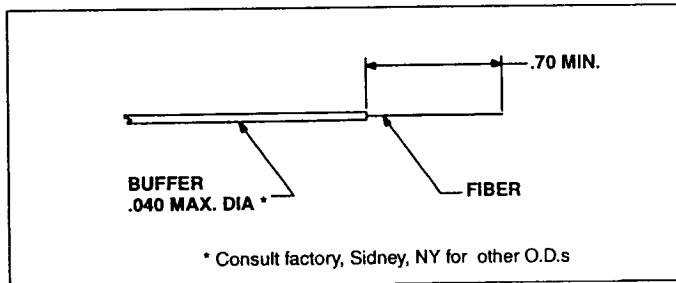 .70 MIN.
BUFFER
.040 MAX. DIA *
FIBER
* Consult factory, Sidney, NY for other O.D.s